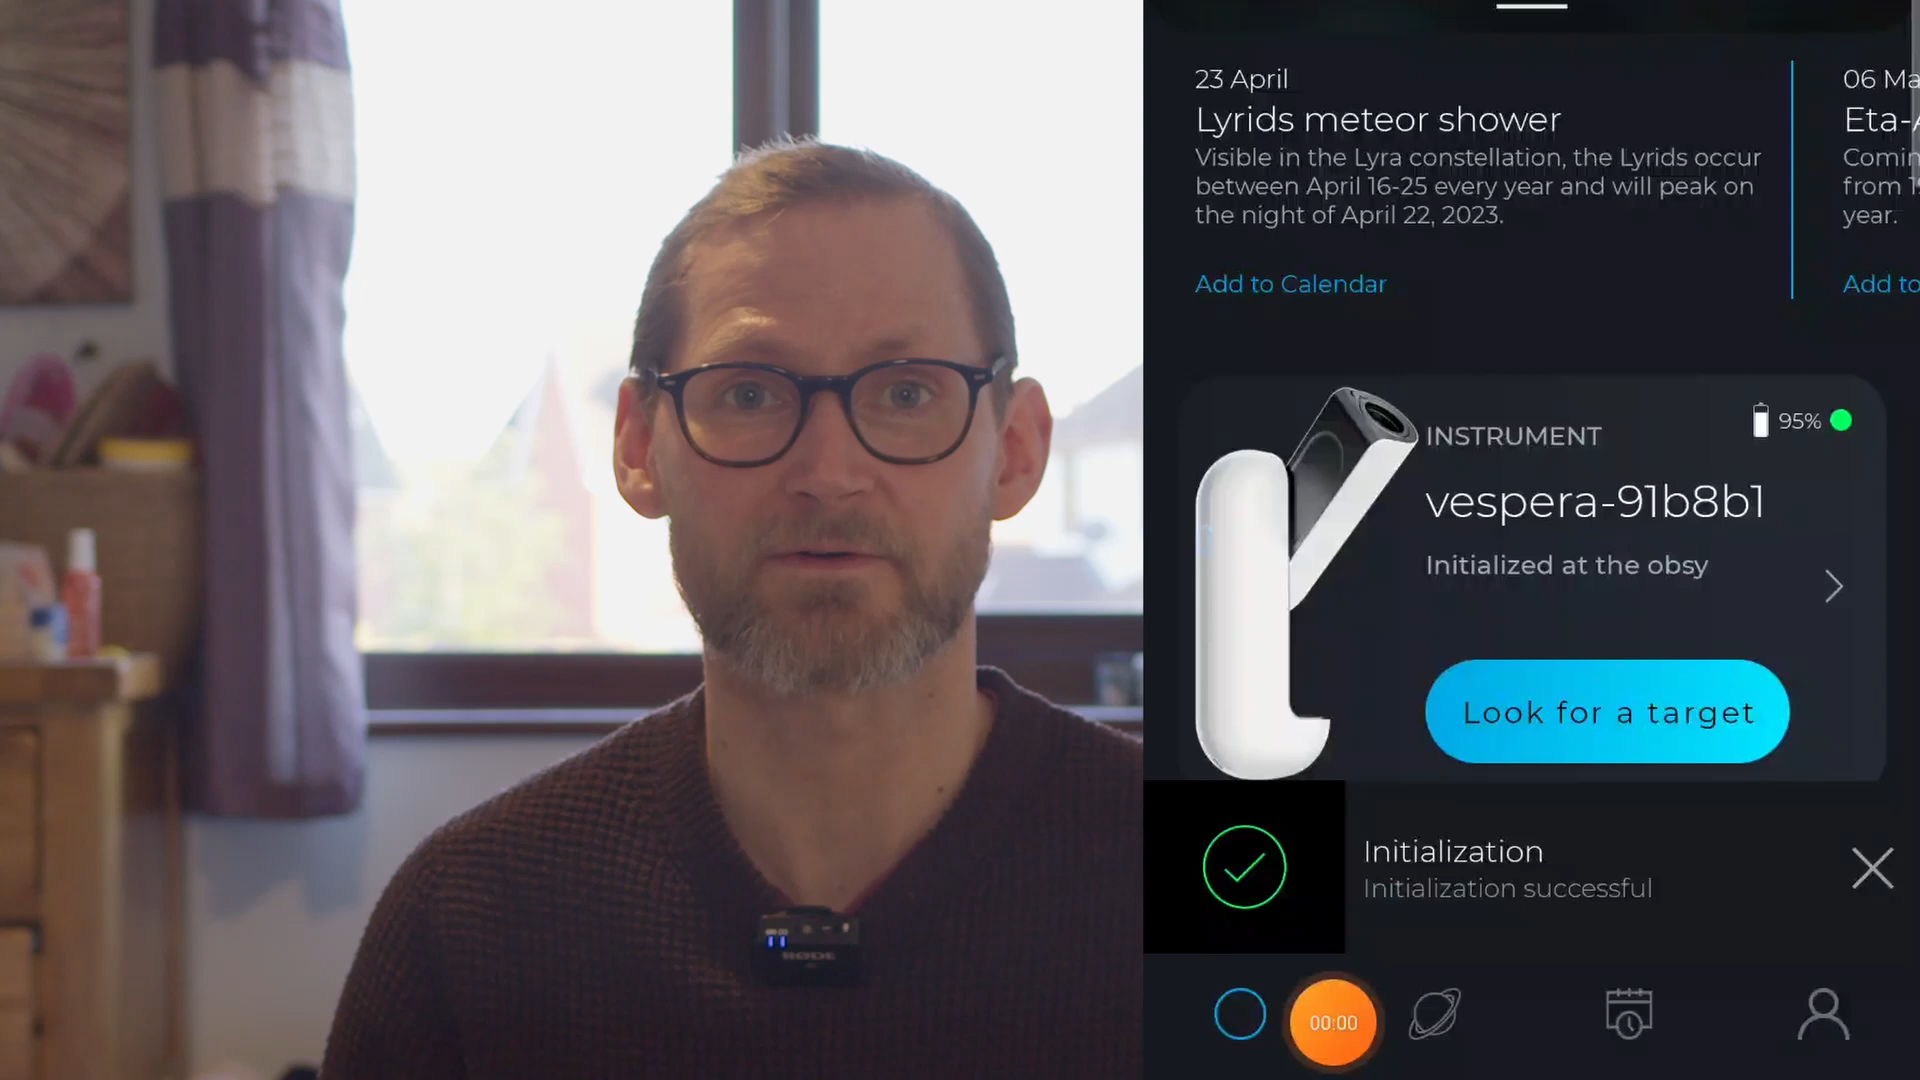 23 April
Lyrids meteor shower
Visible in the Lyra constellation, the Lyrids occur
between April 16-25 every year and will peak on
the night of April 22, 2023.
Add to Calendar
06 Ma
Eta-A
Comin
from 19
year.
Add to
INSTRUMENT
95%
vespera-91b8b1
Initialized at the obsy
Look for a target
Initialization
Initialization successful
00:00
RØDE